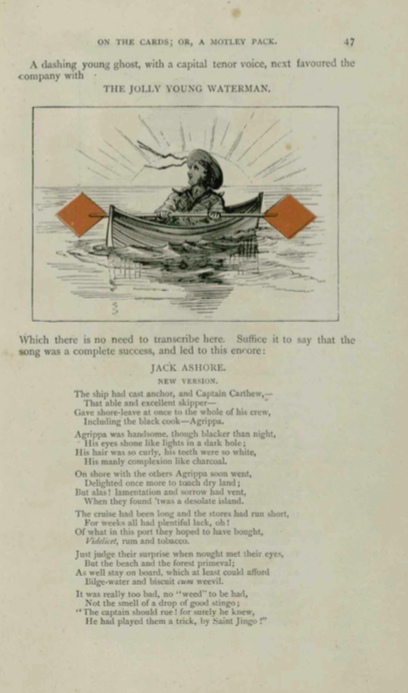 ON THE CARDS; OR, A MOTLEY PACK. 47
A dashing young ghost, with a capital tenor voice, next favoured the
company with
THE JOLLY YOUNG WATERMAN.
Which there is no need to transcribe here. Suffice it to say that the
song was a complete success, and led to this encore:
JACK ASHORE.
NEW VERSION.
The ship had cast anchor, and Captain Carthew,—
That able and excellent skipper—
Gave shore-leave at once to the whole of his crew,
Including the black cook—Agrippa.
Agrippa was handsome, though blacker than night,
His eyes shone like lights in a dark hole;
His hair was so curly, his teeth were so white,
His manly complexion like charcoal.
On shore with the others Agrippa soon went,
Delighted once more to touch dry land;
But alas! lamentation and sorrow had vent,
When they found 'twas a desolate island.
The cruise had been long and the stores had run short,
For weeks all had plentiful lack, oh!
Of what in this port they hoped to have bought,
Videlicet, rum and tobacco.
Just judge their surprise when nought met their eyes,
But the beach and the forest primeval;
As well stay on board, which at least could afford
Bilge-water and biscuit cum weevil.
It was really too bad, no "weed" to be had,
Not the smell of a drop of good stingo;
"The captain should rue! for surely he knew,
He had played them a trick, by Saint Jingo!"